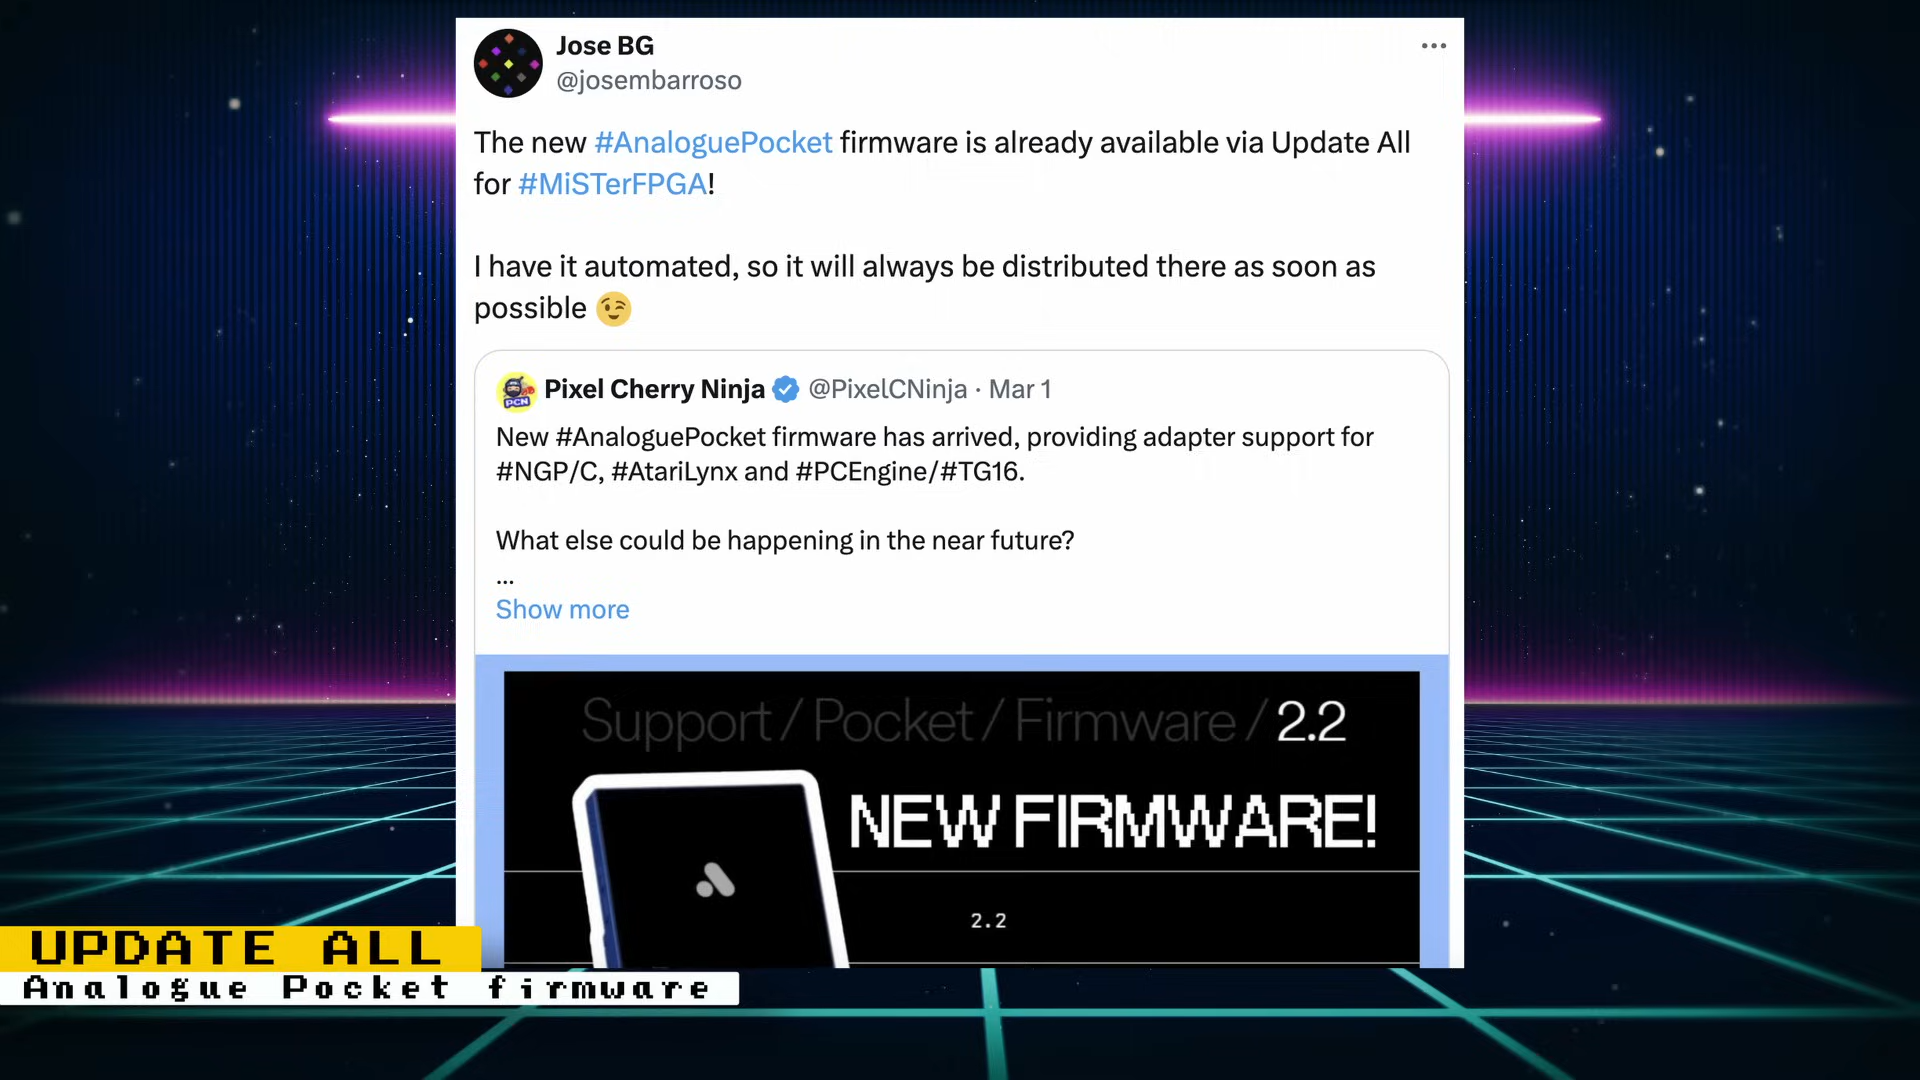 Jose BG
@josembarroso
The new #AnaloguePocket firmware is already available via Update All
for #MiSTerFPGA!
I have it automated, so it will always be distributed there as soon as
possible 😉
PCN
Pixel Cherry Ninja @PixelCNinja · Mar 1
New #AnaloguePocket firmware has arrived, providing adapter support for
#NGP/C, #AtariLynx and #PCEngine/#TG16.
What else could be happening in the near future?
...
Show more
Support / Pocket / Firmware / 2.2
NEW FIRMWARE!
2.2
UPDATE ALL
Analogue Pocket firmware